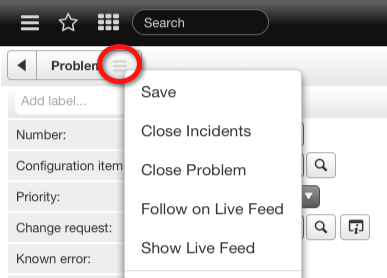 Search
Problem
Add label...
Save
Number:
Close Incidents
Configuration item
Close Problem
Priority:
Follow on Live Feed
Change request:
Show Live Feed
Known error: